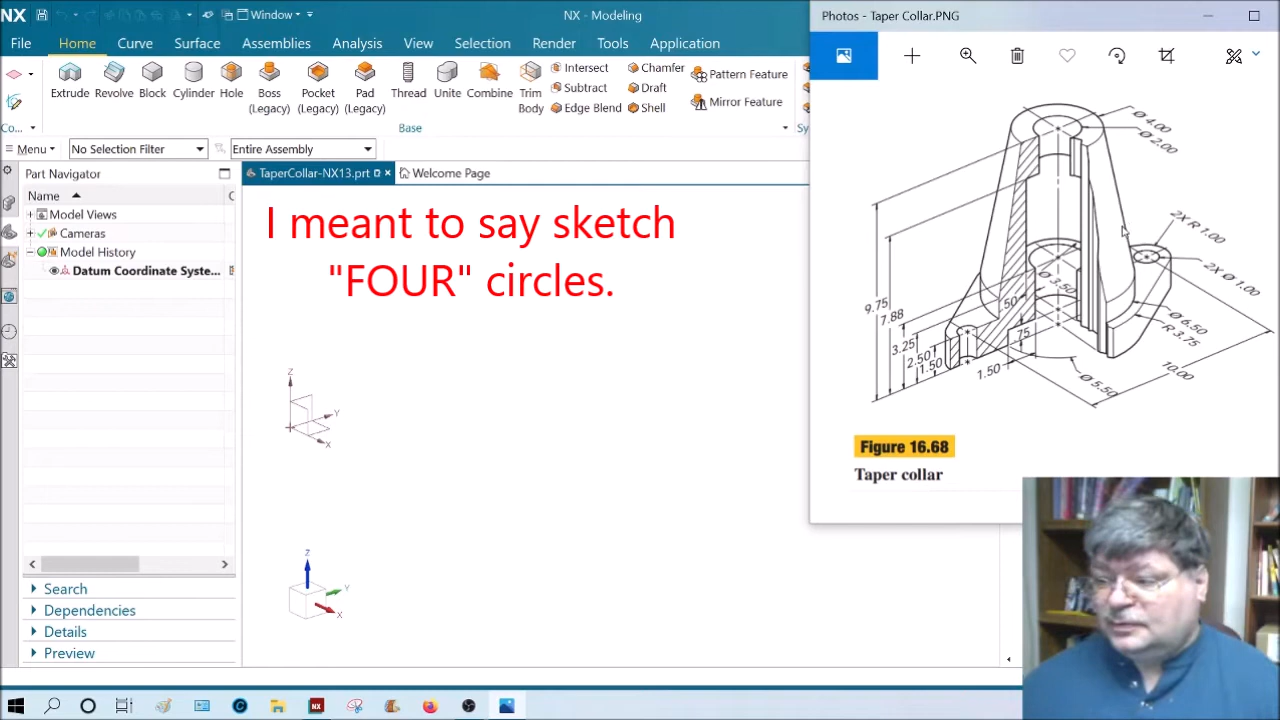 NX
Window
NX - Modeling
File Home Curve Surface Assemblies Analysis View Selection Render Tools Application
Extrude Revolve Block Cylinder Hole Boss (Legacy) Pocket (Legacy) Pad (Legacy) Thread Unite Combine Trim Body
Intersect Chamfer Pattern Feature
Subtract Draft
Edge Blend Shell Mirror Feature
Co... Base Sy
Menu No Selection Filter Entire Assembly
Part Navigator
Name C
Model Views
Cameras
Model History
Datum Coordinate Syste...
Search
Dependencies
Details
Preview
TaperCollar-NX13.prt Welcome Page
I meant to say sketch
"FOUR" circles.
Z
Y
X
Z
Y
X
Photos - Taper Collar.PNG
Ø 4.00
Ø 2.00
2X R 1.00
2X Ø 1.00
Ø 3.50
.50
9.75
7.88
3.25
2.50
1.50
.75
1.50
Ø 6.50
R 3.75
10.00
Ø 5.50
Figure 16.68
Taper collar
NX